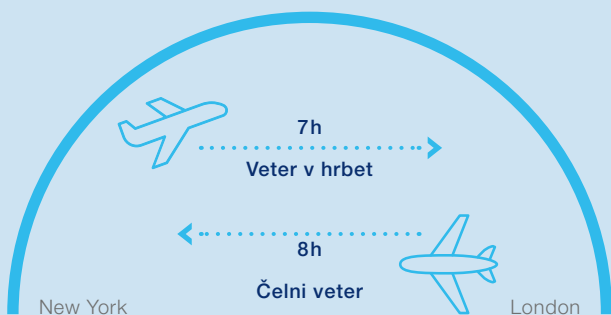 7h
Veter v hrbet
8h
Čelni veter
New York
London